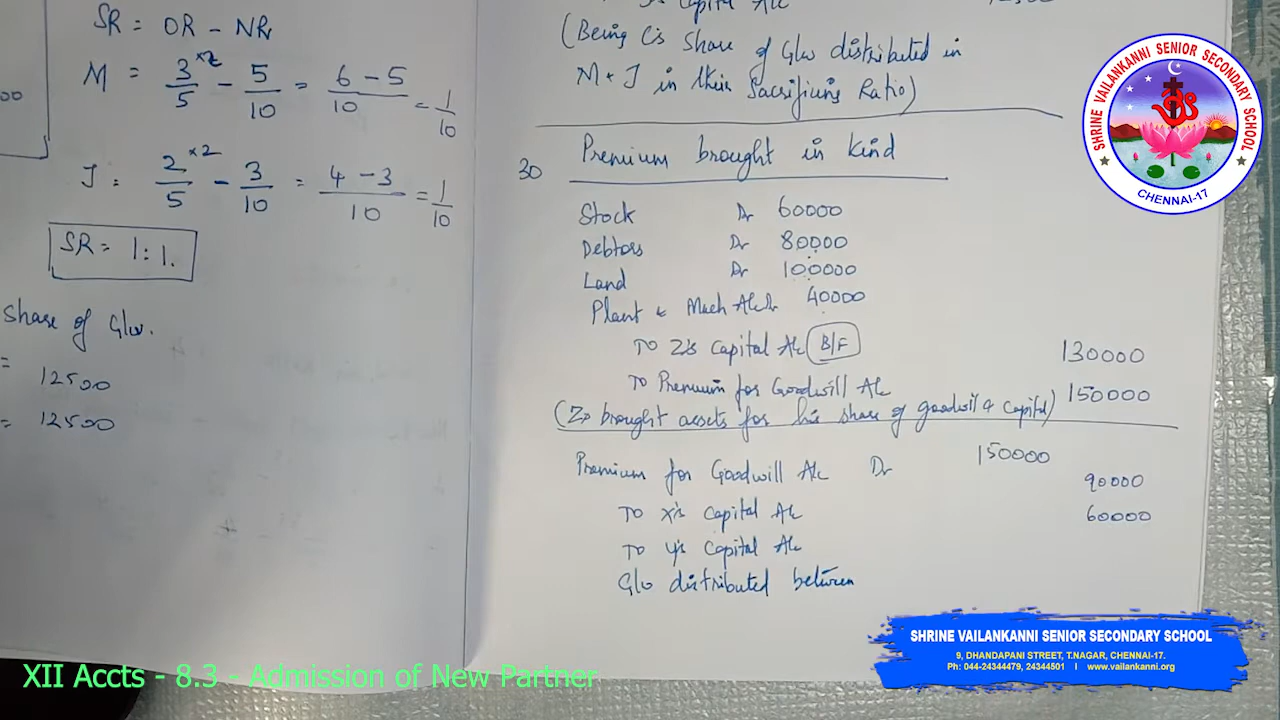 SR = OR - NR
M = 3/5 ×2 - 5/10 = 6 - 5/10 = 1/10
J = 2/5 ×2 - 3/10 = 4 - 3/10 = 1/10
SR = 1:1.
Share of G/w.
= 12500
= 12500
(Being C's Share of G/w distributed in
M & J in their Sacrificing Ratio)
30 Premium brought in kind
Stock Dr 60000
Debtors Dr 80000
Land Dr 100000
Plant & Mach A/c Dr 40000
To Z's Capital A/c B/F 130000
To Premium for Goodwill A/c 150000
(Z brought assets for his share of goodwill & capital)
Premium for Goodwill A/c Dr 150000
To X's Capital A/c 90000
To Y's Capital A/c 60000
G/w distributed between
SHRINE VAILANKANNI SENIOR SECONDARY SCHOOL
CHENNAI-17
SHRINE VAILANKANNI SENIOR SECONDARY SCHOOL
9, DHANDAPANI STREET, T.NAGAR, CHENNAI-17.
Ph: 044-24344479, 24344501 I www.vailankanni.org
XII Accts - 8.3 - Admission of New Partner